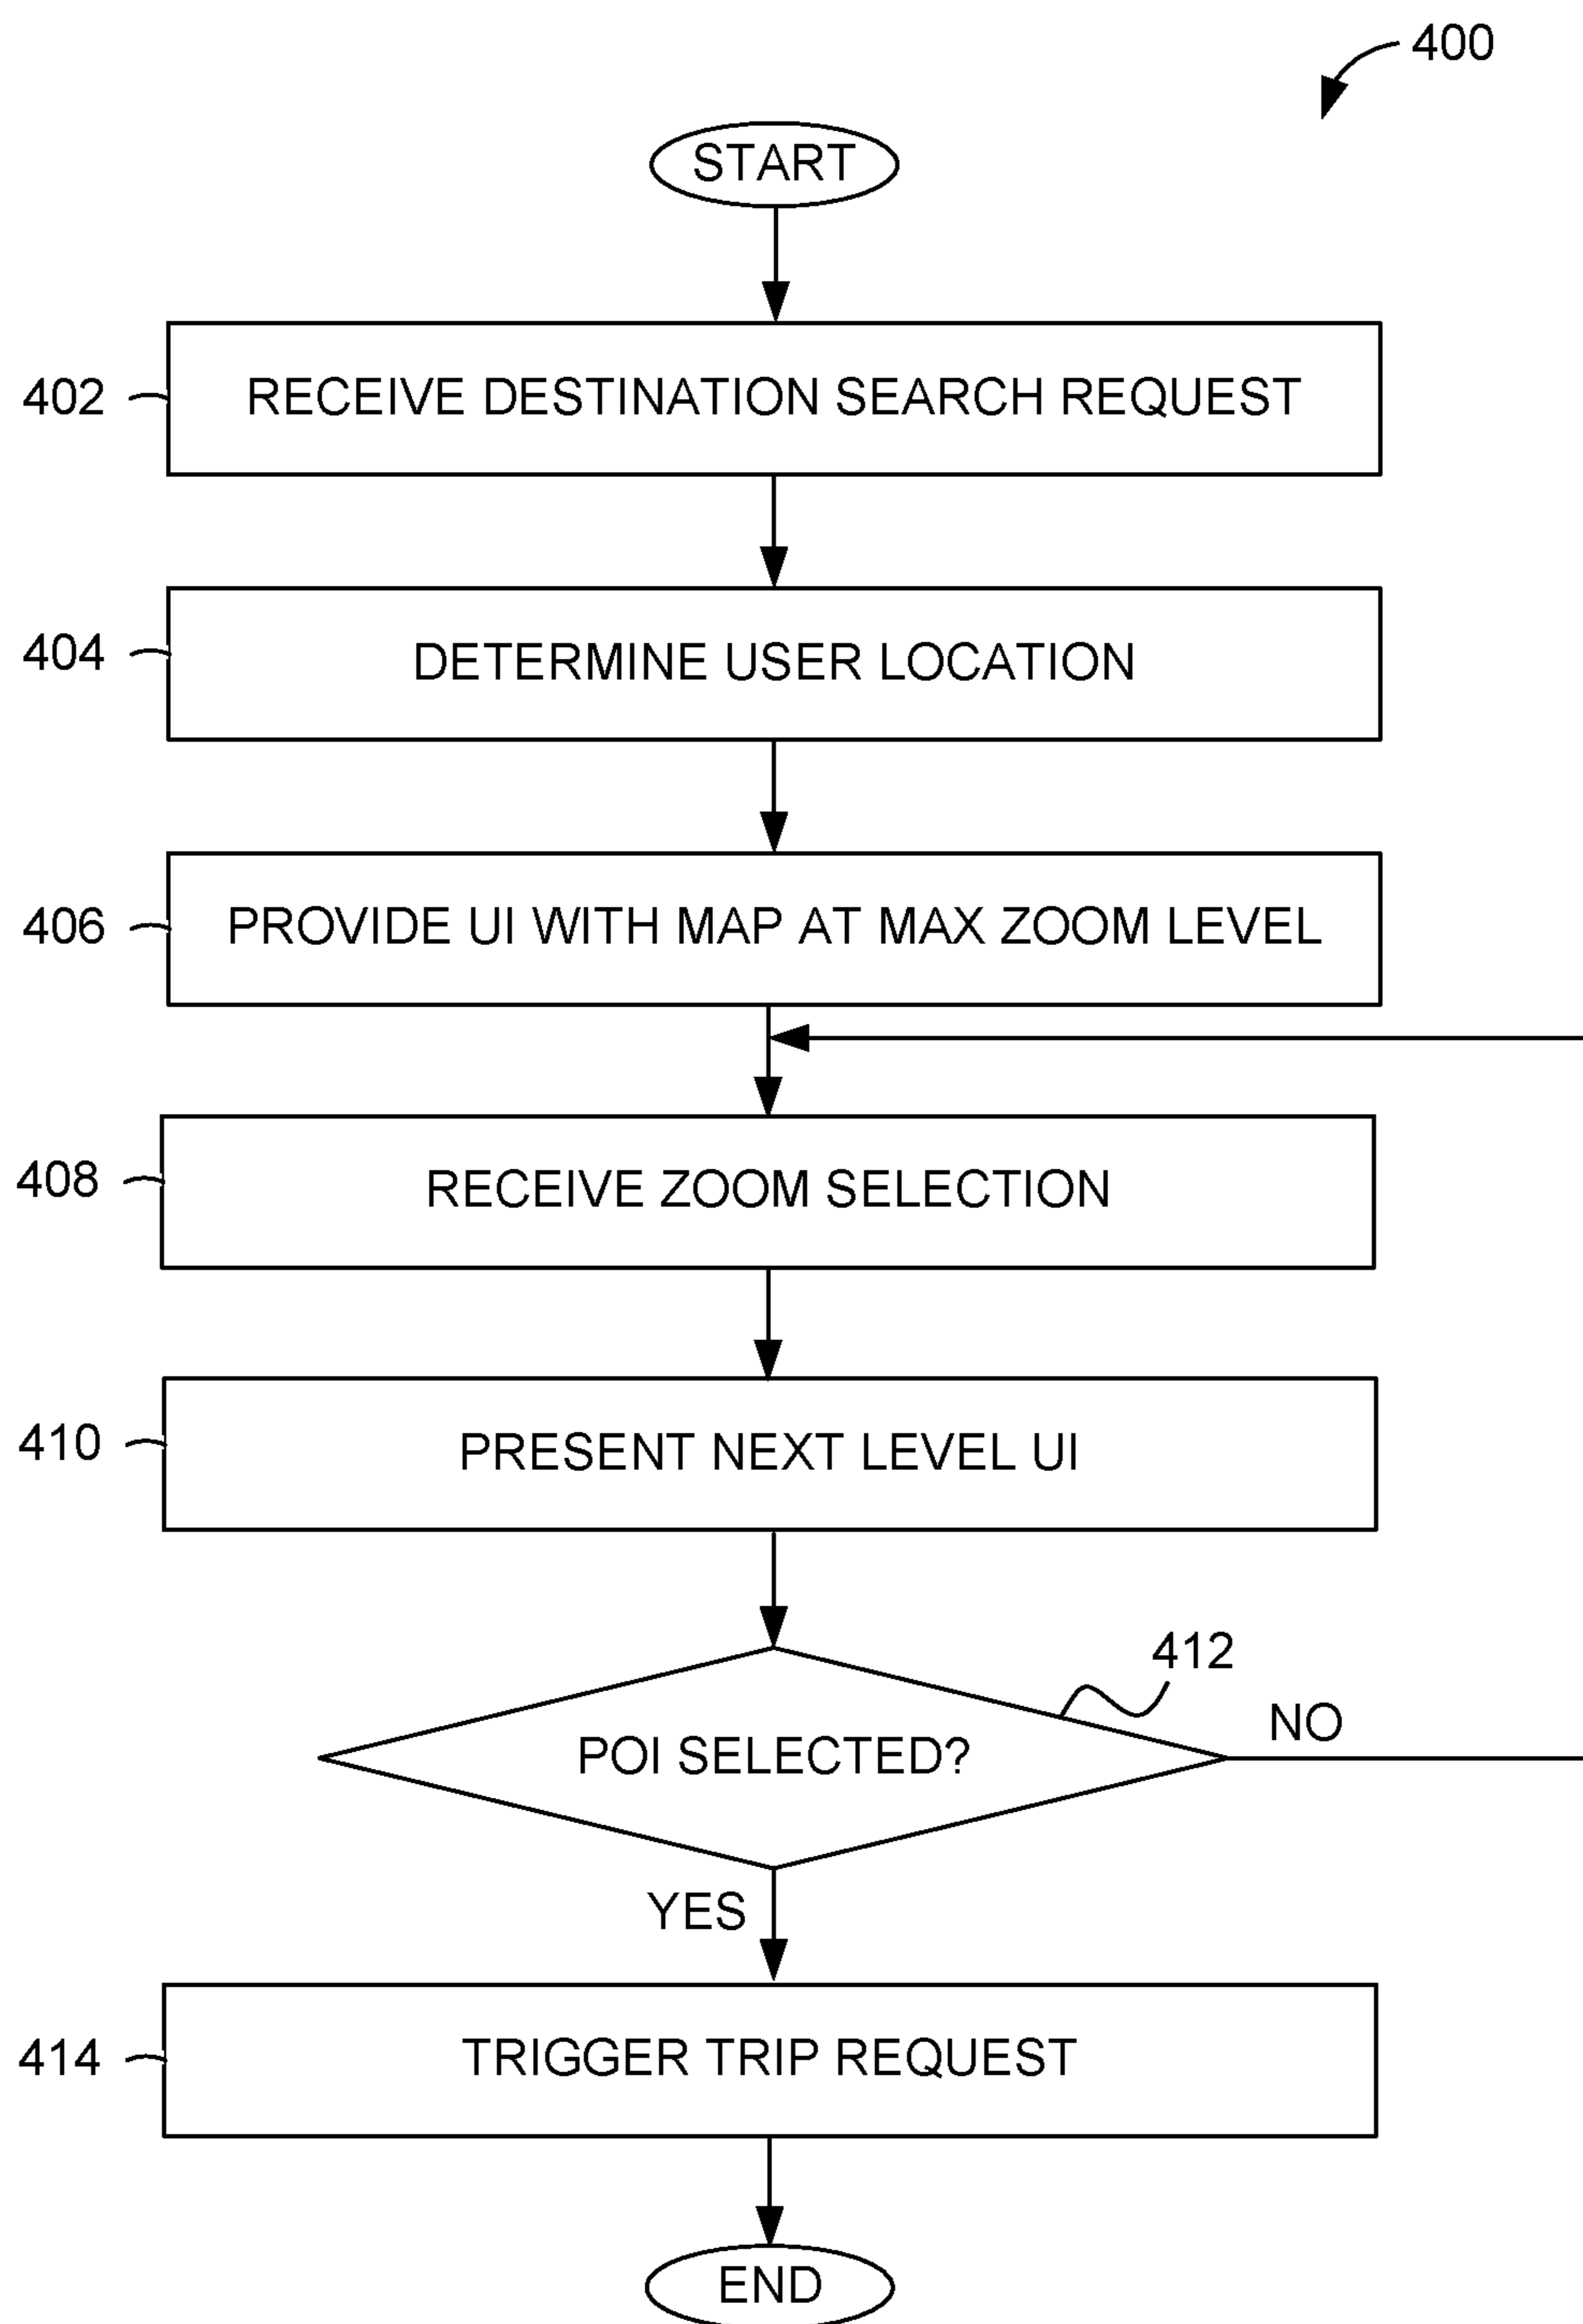 400
START
402 RECEIVE DESTINATION SEARCH REQUEST
404 DETERMINE USER LOCATION
406 PROVIDE UI WITH MAP AT MAX ZOOM LEVEL
408 RECEIVE ZOOM SELECTION
410 PRESENT NEXT LEVEL UI
412
POI SELECTED?
NO
YES
414 TRIGGER TRIP REQUEST
END